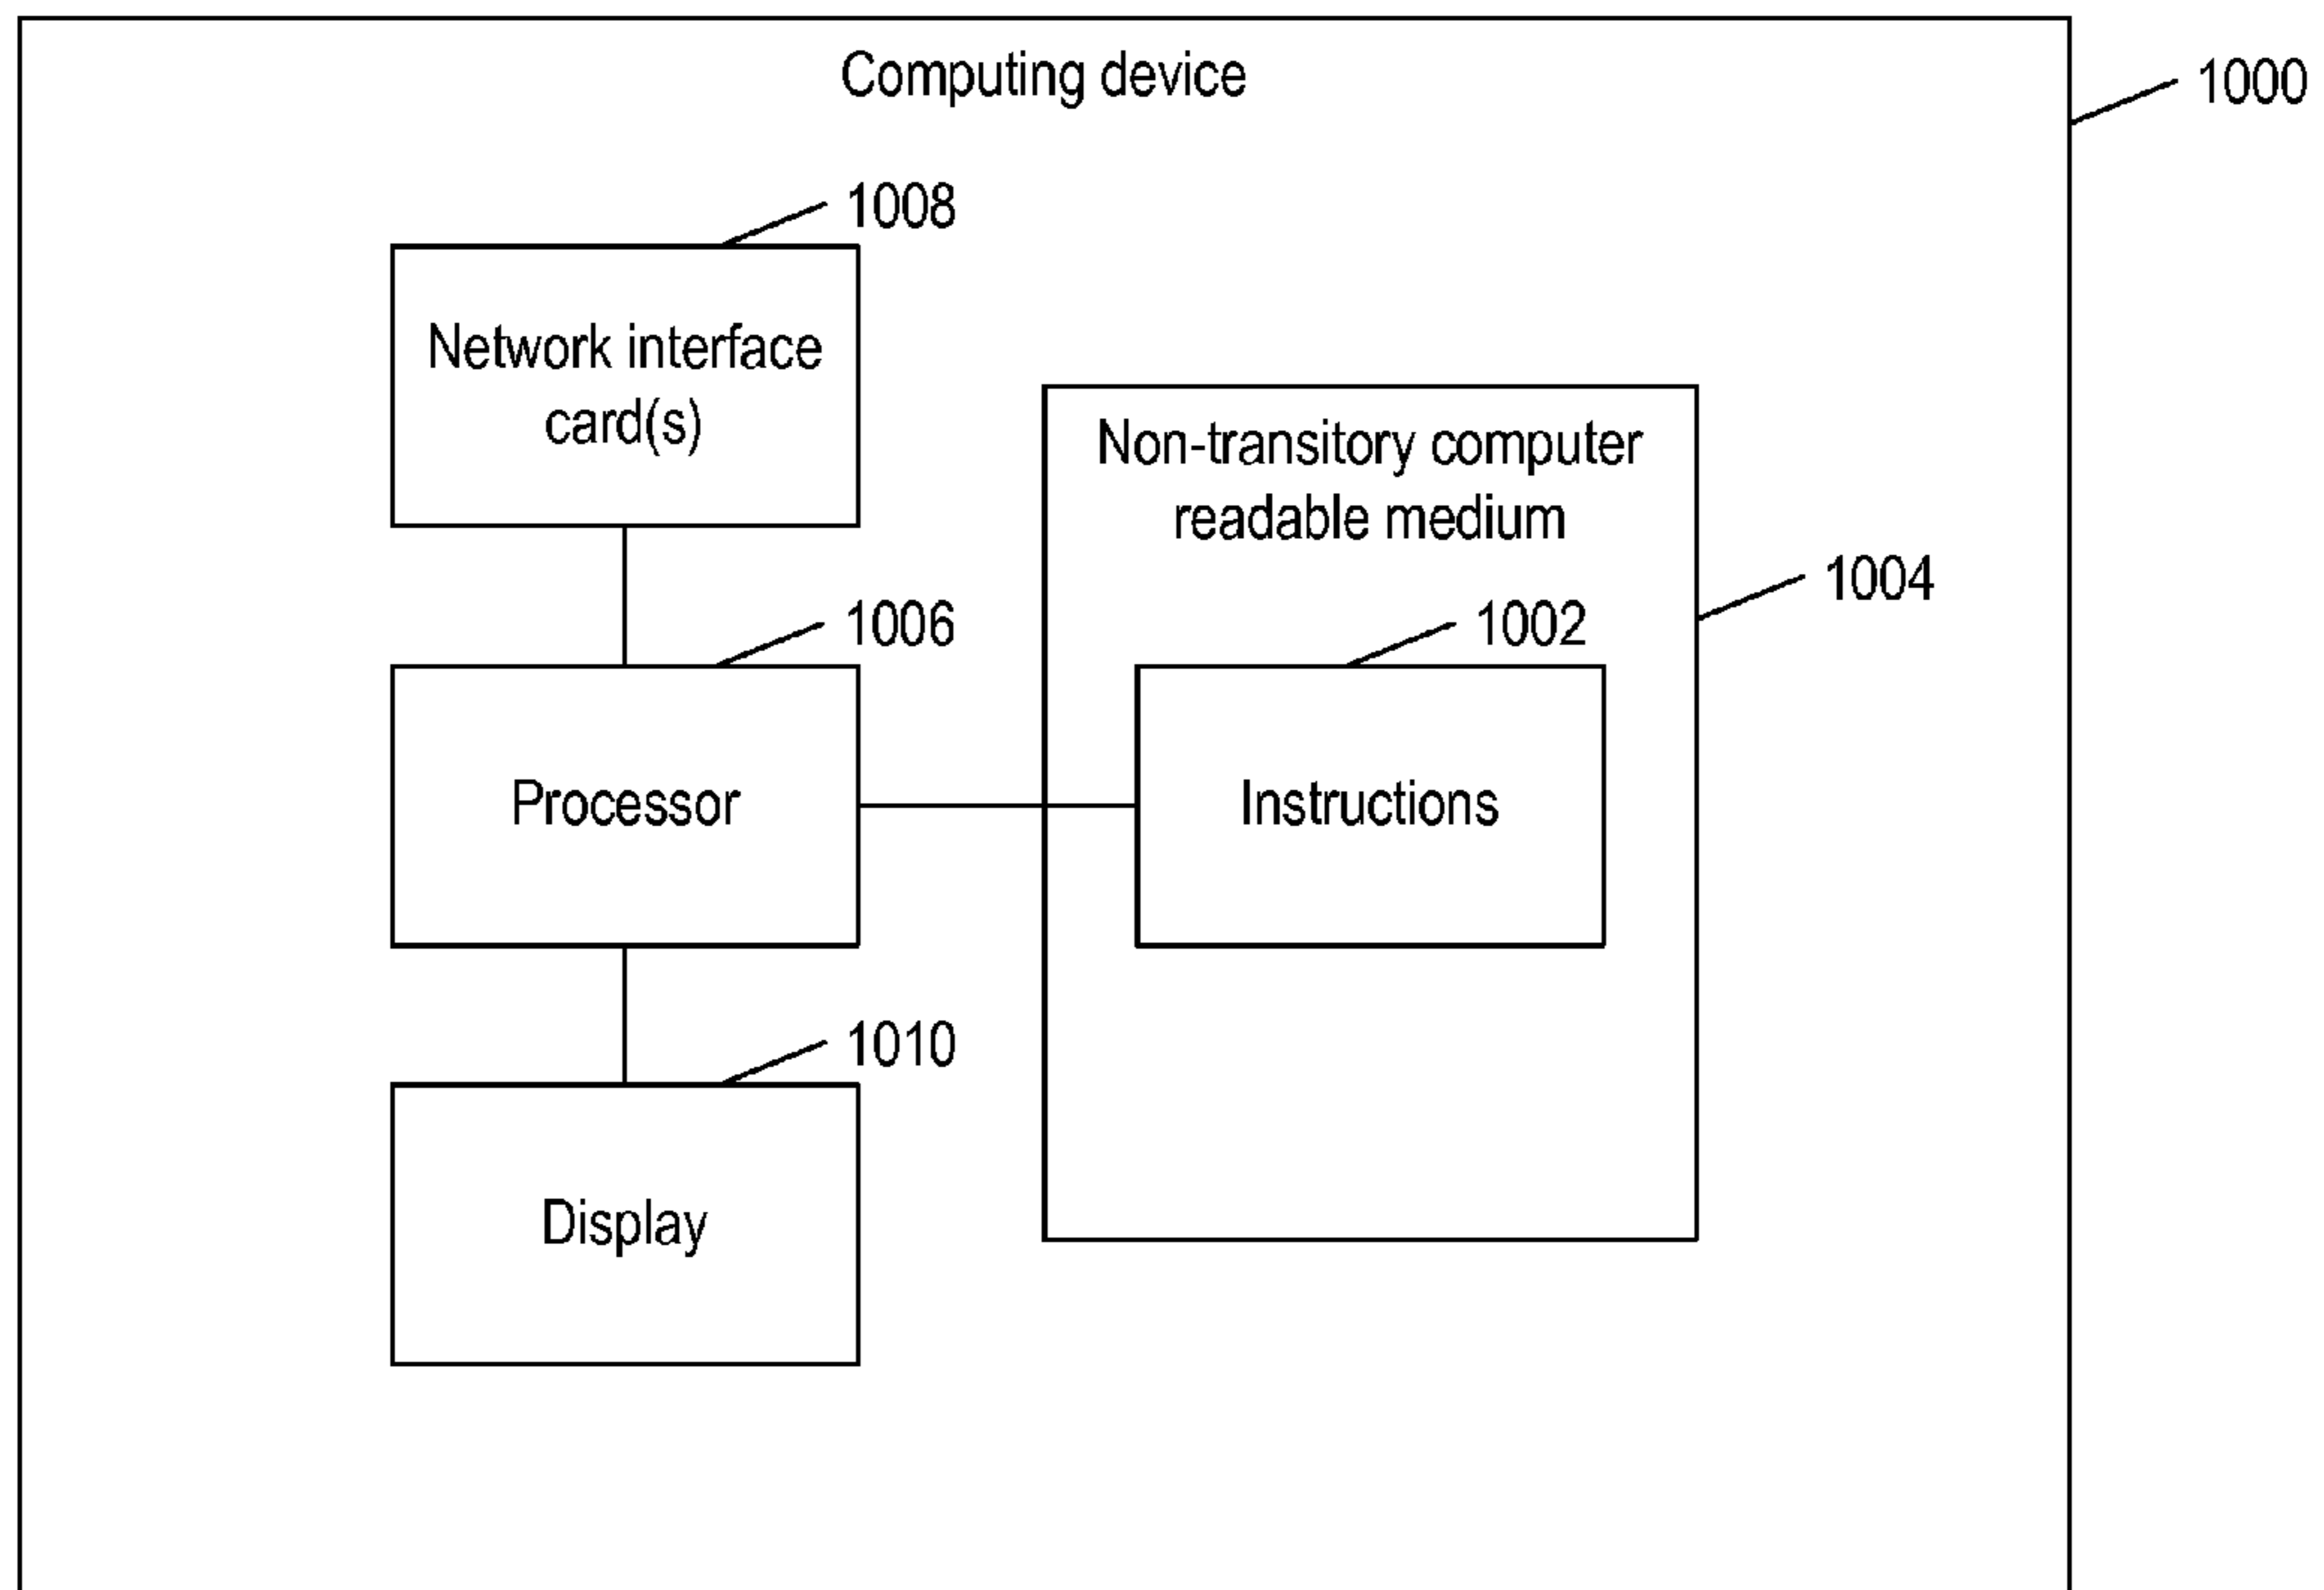 Computing device
1000
1008
Network interface
card(s)
Non-transitory computer
readable medium
1004
1006
1002
Processor
Instructions
1010
Display